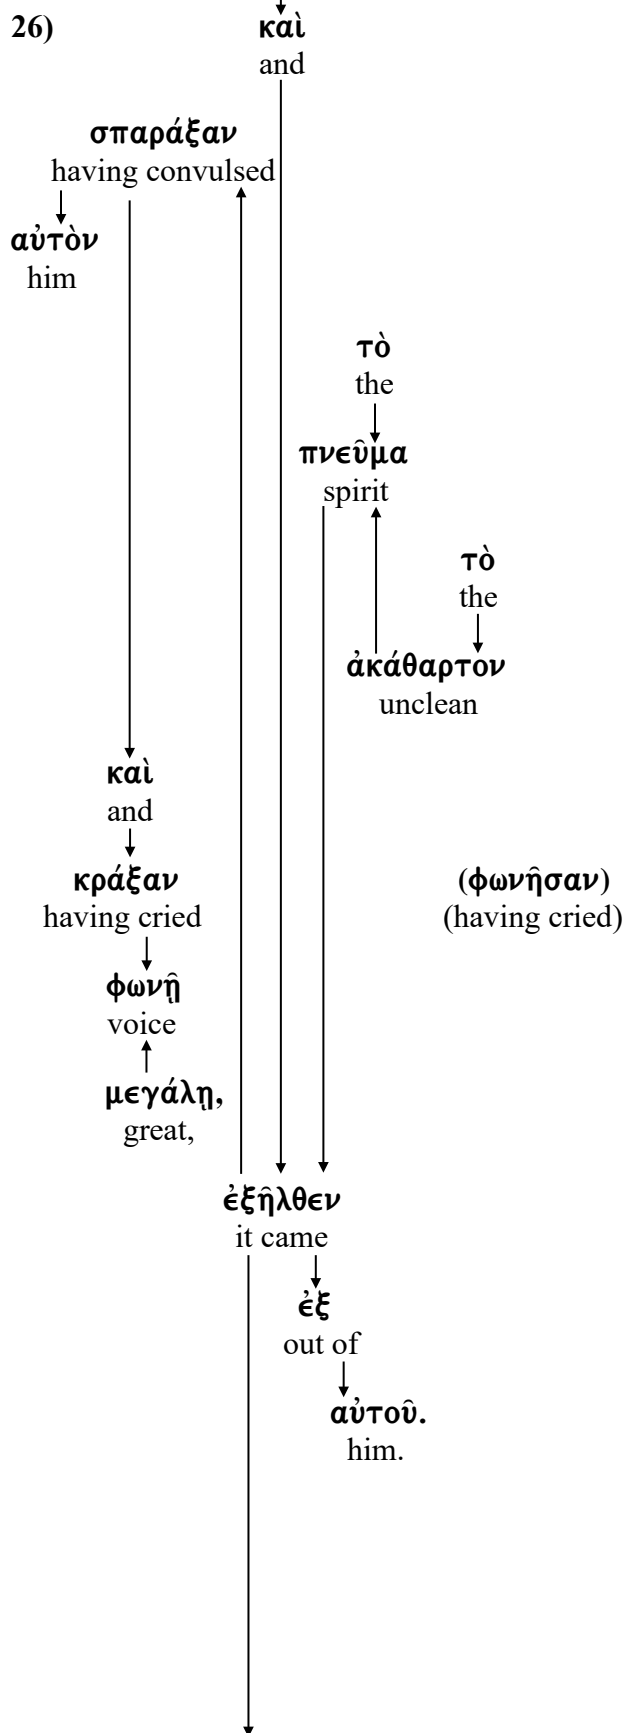 26) καὶ
and
σπαράξαν
having convulsed
αὐτὸν
him
τὸ
the
πνεῦμα
spirit
τὸ
the
ἀκάθαρτον
unclean
καὶ
and
κράξαν (φωνῆσαν)
having cried (having cried)
φωνῇ
voice
μεγάλῃ,
great,
ἐξῆλθεν
it came
ἐξ
out of
αὐτοῦ.
him.